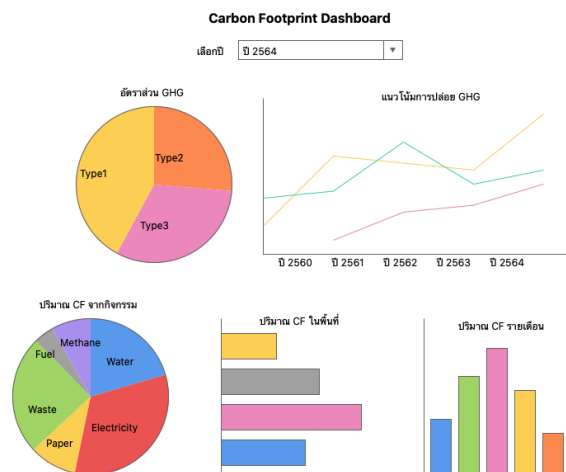 Carbon Footprint Dashboard
เลือกปี
ปี 2564
อัตราส่วน GHG
Type1
Type2
Type3
แนวโน้มการปล่อย GHG
ปี 2560
ปี 2561
ปี 2562
ปี 2563
ปี 2564
ปริมาณ CF จากกิจกรรม
Methane
Fuel
Water
Waste
Electricity
Paper
ปริมาณ CF ในพื้นที่
ปริมาณ CF รายเดือน